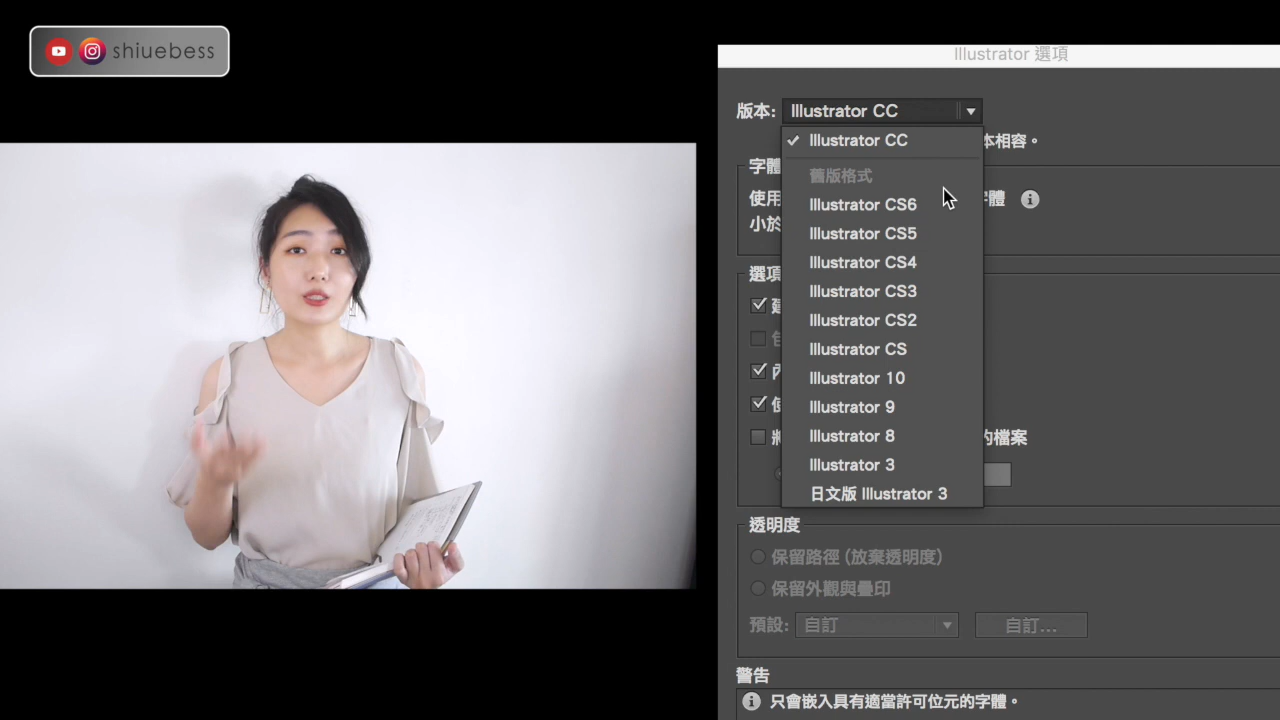 shiuebess
Illustrator 選項
版本: Illustrator CC
Illustrator CC
本相容。
舊版格式
Illustrator CS6
Illustrator CS5
Illustrator CS4
Illustrator CS3
Illustrator CS2
Illustrator CS
Illustrator 10
Illustrator 9
Illustrator 8
Illustrator 3
日文版 Illustrator 3
字體
使用
體
小於
選項
的檔案
透明度
保留路徑 (放棄透明度)
保留外觀與疊印
預設: 自訂
自訂...
警告
只會嵌入具有適當許可位元的字體。